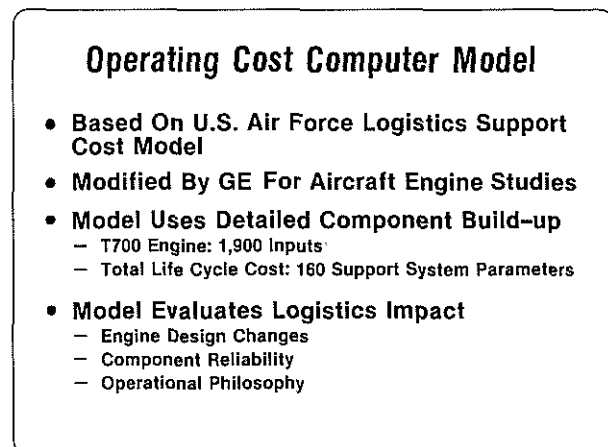 Operating Cost Computer Model
• Based On U.S. Air Force Logistics Support
Cost Model
• Modified By GE For Aircraft Engine Studies
• Model Uses Detailed Component Build-up
– T700 Engine: 1,900 Inputs
– Total Life Cycle Cost: 160 Support System Parameters
• Model Evaluates Logistics Impact
– Engine Design Changes
– Component Reliability
– Operational Philosophy